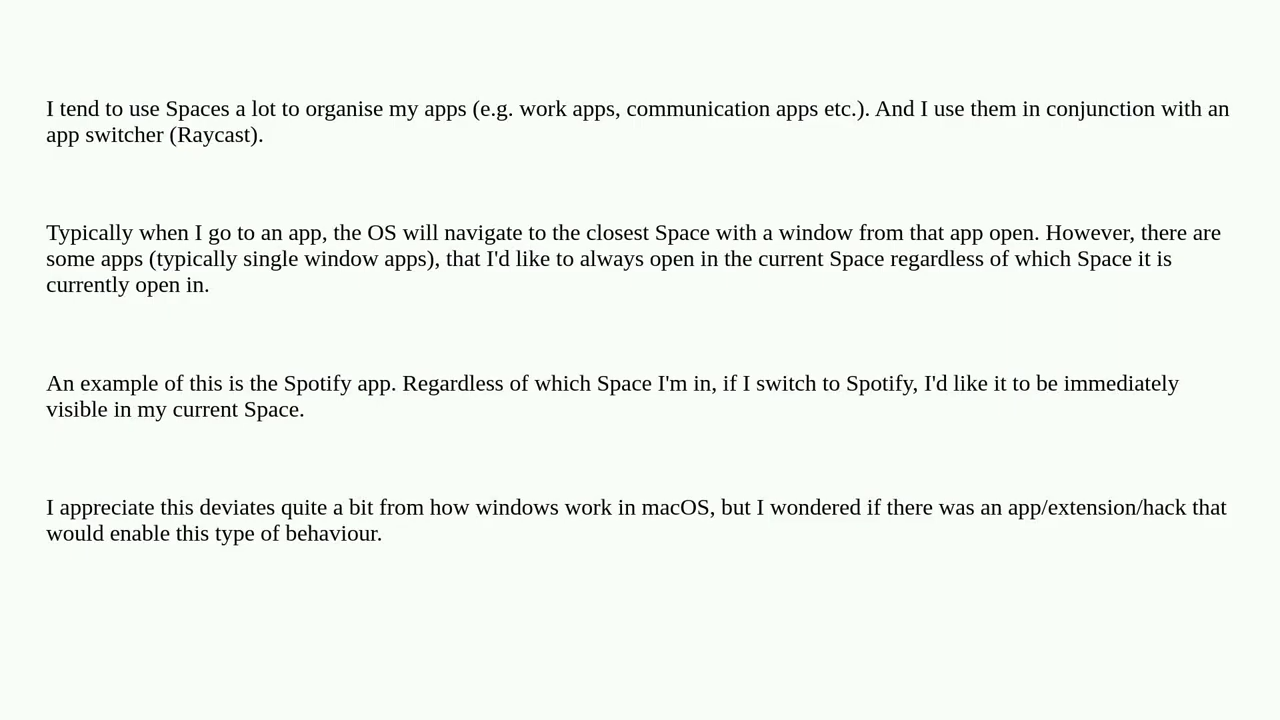 I tend to use Spaces a lot to organise my apps (e.g. work apps, communication apps etc.). And I use them in conjunction with an
app switcher (Raycast).
Typically when I go to an app, the OS will navigate to the closest Space with a window from that app open. However, there are
some apps (typically single window apps), that I'd like to always open in the current Space regardless of which Space it is
currently open in.
An example of this is the Spotify app. Regardless of which Space I'm in, if I switch to Spotify, I'd like it to be immediately
visible in my current Space.
I appreciate this deviates quite a bit from how windows work in macOS, but I wondered if there was an app/extension/hack that
would enable this type of behaviour.